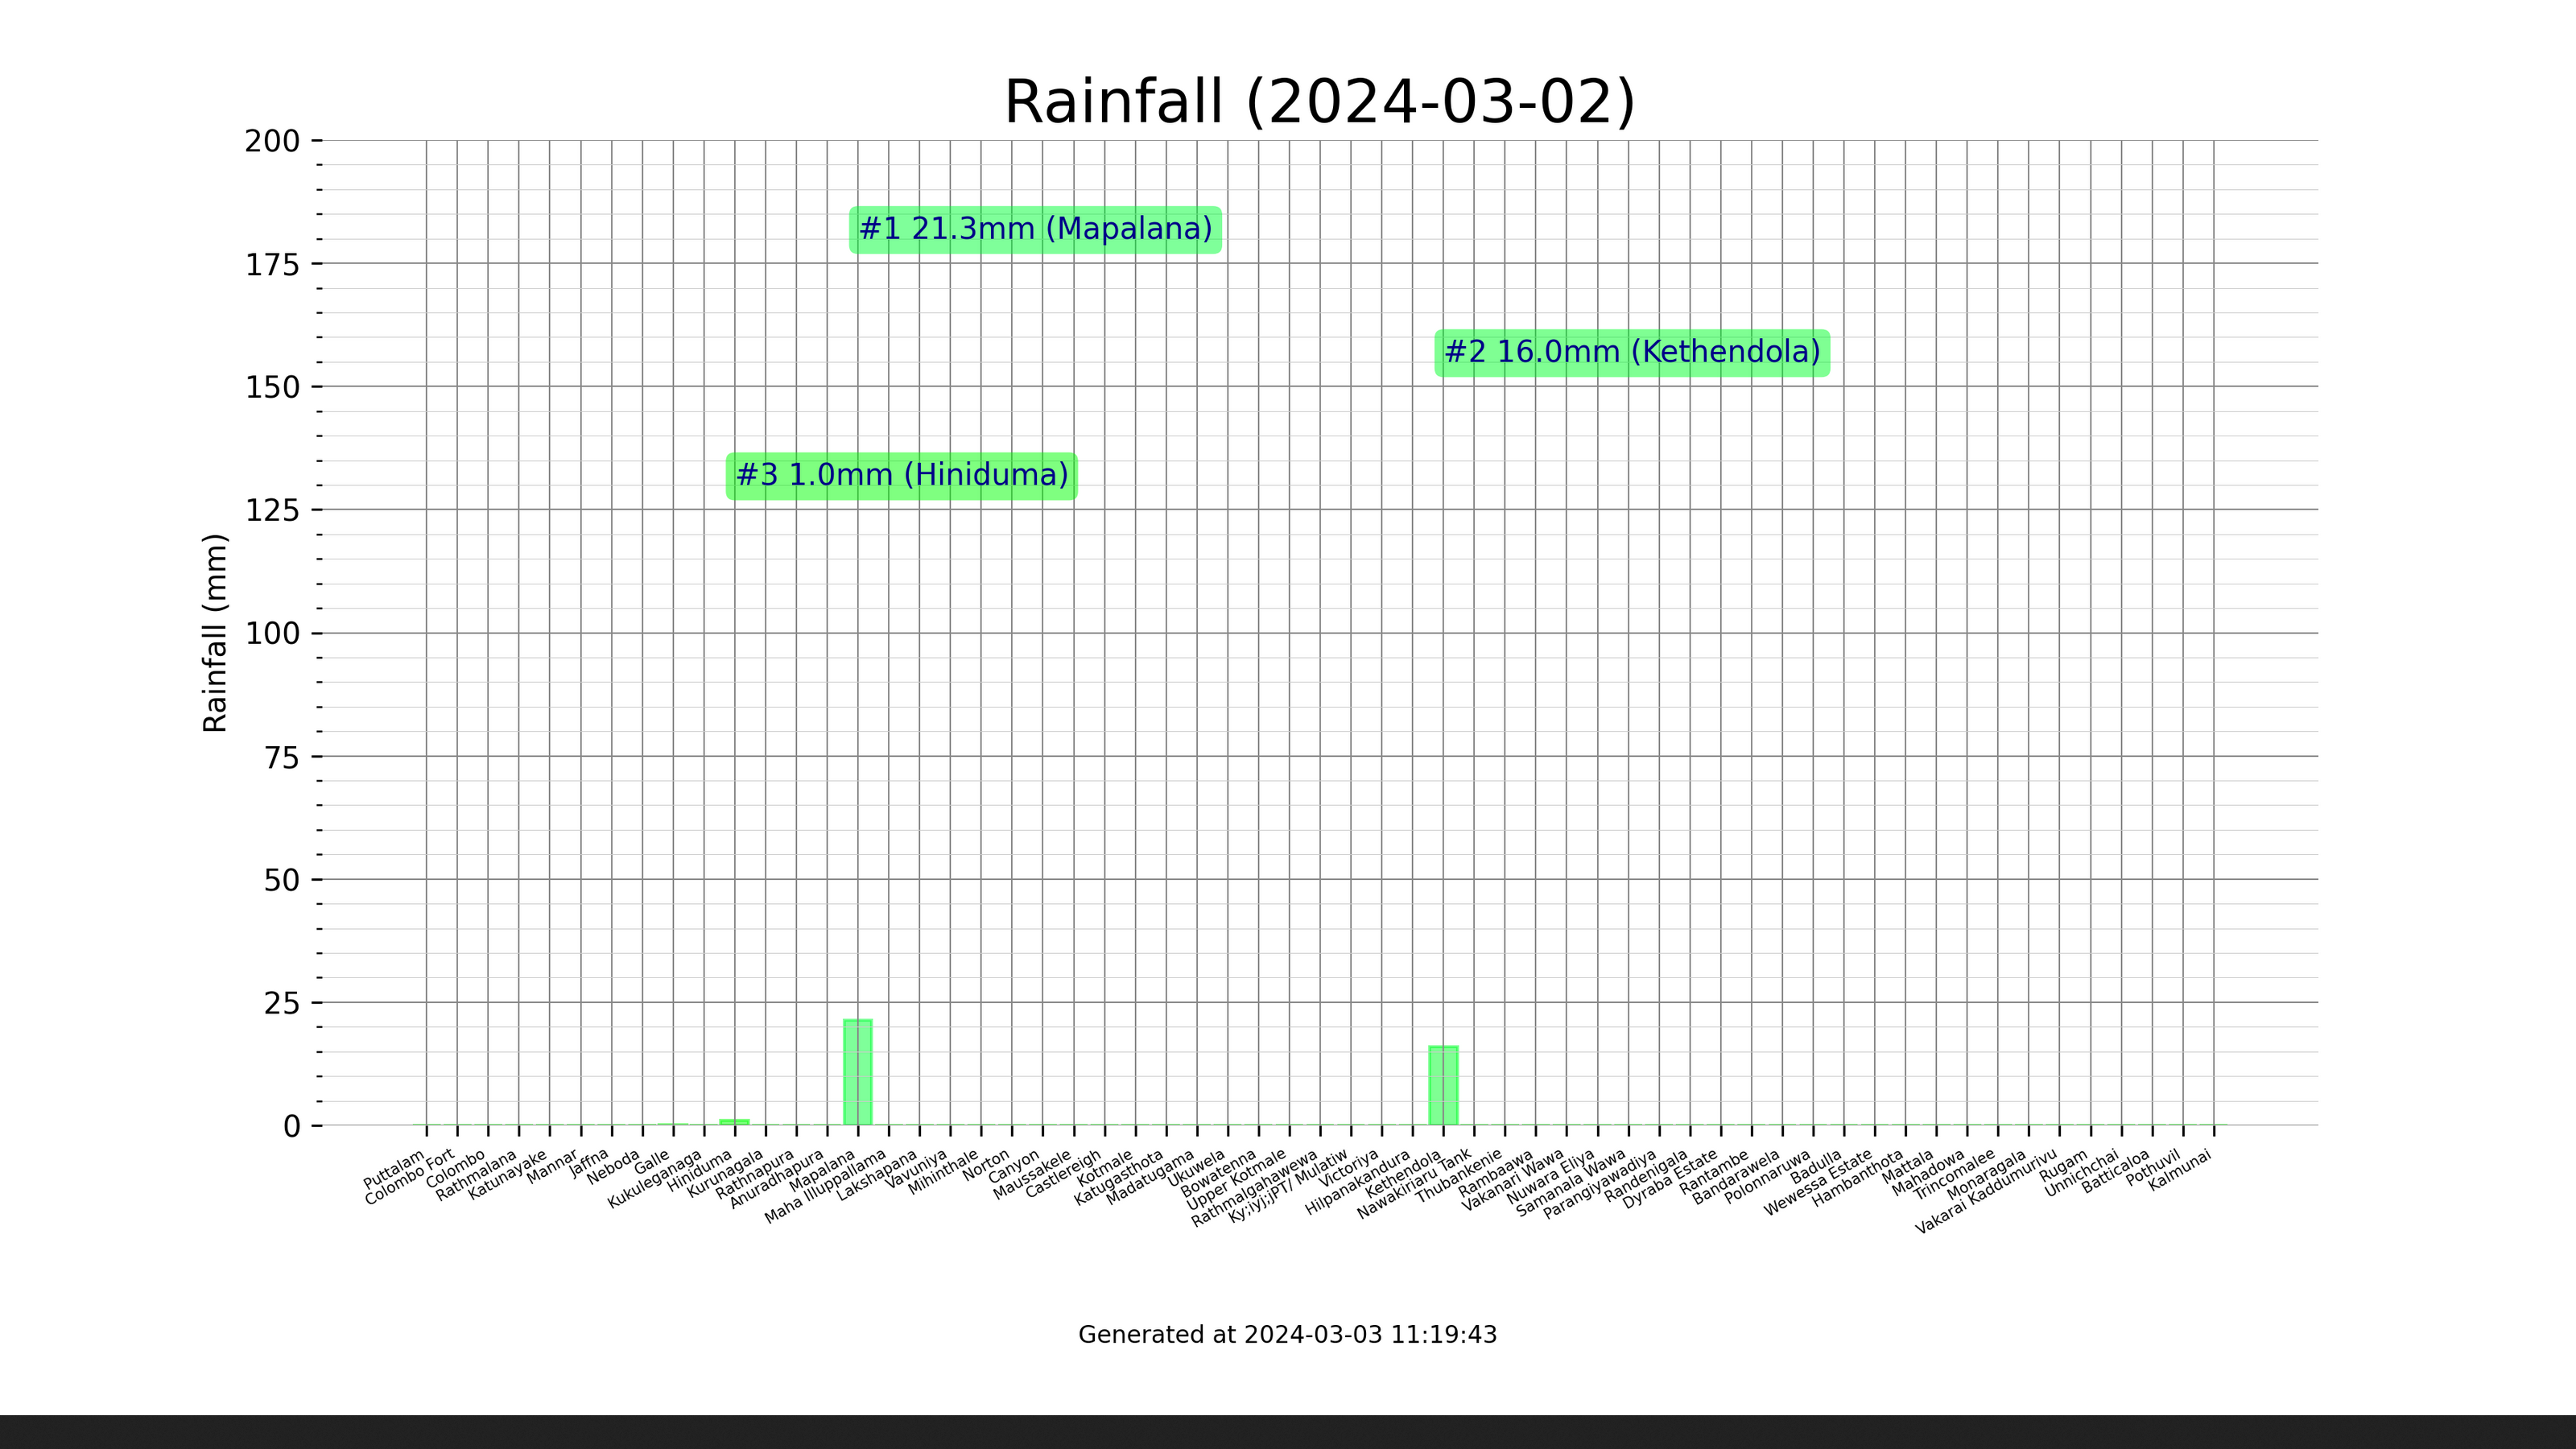 Rainfall (2024-03-02)
200
175
150
125
100
75
50
25
0
Rainfall (mm)
#1 21.3mm (Mapalana)
#2 16.0mm (Kethendola)
#3 1.0mm (Hiniduma)
Puttalam
Colombo Fort
Colombo
Rathmalana
Katunayake
Mannar
Jaffna
Neboda
Galle
Kukuleganaga
Hiniduma
Kurunagala
Rathnapura
Anuradhapura
Mapalana
Maha Iluppallama
Lakshapana
Vavuniya
Mihinthale
Norton
Canyon
Maussakele
Castlereigh
Kotmale
Katugasthota
Madatugama
Ukuwela
Bowatenna
Upper Kotmale
Rathmalgahawewa
Ky;iyj;jPT/ Mulatiw
Victoriya
Hilpanakandura
Kethendola
Nawakiriaru Tank
Thubankenie
Rambaawa
Vakanari Wawa
Nuwara Eliya
Samanala Wawa
Parangiyawadiya
Randenigala
Dyraba Estate
Rantambe
Bandarawela
Polonnaruwa
Badulla
Wewessa Estate
Hambanthota
Mattala
Mahadowa
Trincomalee
Monaragala
Vakarai Kaddumurivu
Rugam
Unnichchai
Batticaloa
Pothuvil
Kalmunai
Generated at 2024-03-03 11:19:43